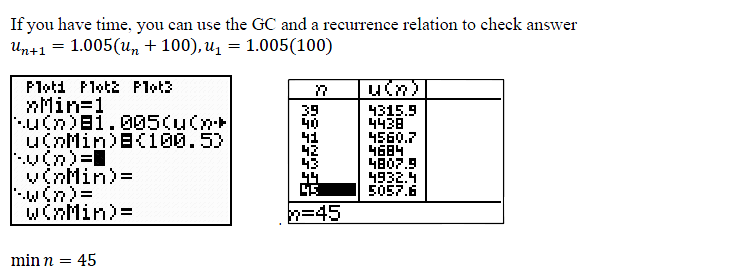 If you have time, you can use the GC and a recurrence relation to check answer
uₙ₊₁ = 1.005(uₙ + 100), u₁ = 1.005(100)
Plot1 Plot2 Plot3
nMin=1
u(n)=1.005(u(n
u(nMin)={100.5}
v(n)=
v(nMin)=
w(n)=
w(nMin)=
n u(n)
39 4315.9
40 4438
41 4560.7
42 4684
43 4807.9
44 4932.4
45 5057.6
n=45
min n = 45